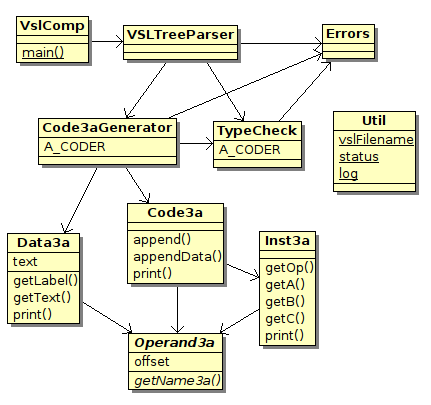 VslComp
main()
VSLTreeParser
Errors
Code3aGenerator
A_CODER
TypeCheck
A_CODER
Util
vslFilename
status
log
Data3a
text
getLabel()
getText()
print()
Code3a
append()
appendData()
print()
Inst3a
getOp()
getA()
getB()
getC()
print()
Operand3a
offset
getName3a()